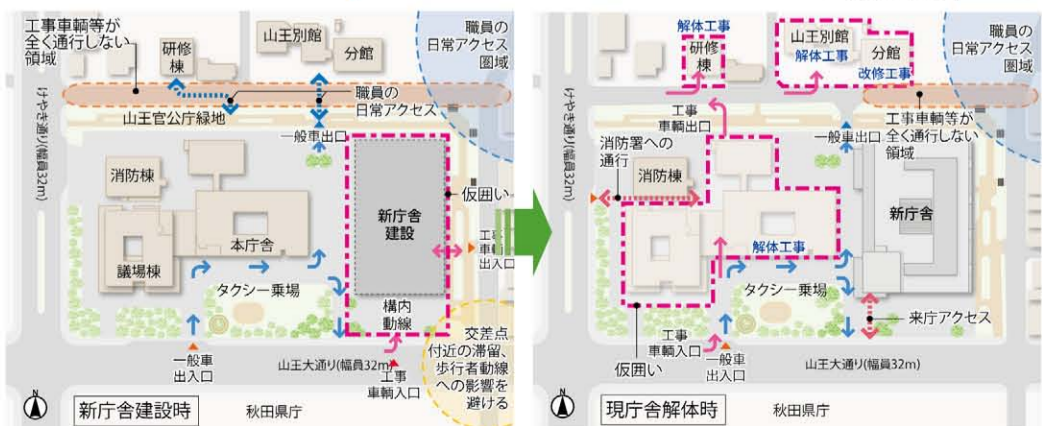 工事車輌等が
全く通行しない
領域
研修
棟
山王別館
分館
職員の
日常アクセス
圏域
職員の
日常アクセス
山王官公庁緑地
けやき通り(幅員32m)
一般車出口
消防棟
仮囲い
新庁舎
建設
本庁舎
議場棟
工事
車輌
出入口
タクシー乗場
構内
動線
交差点
付近の滞留、
歩行者動線
への影響を
避ける
一般車
出入口
山王大通り(幅員32m)
工事
車輌入口
N
新庁舎建設時
秋田県庁
解体工事
研修
棟
山王別館
解体工事
分館
改修工事
職員の
日常アクセス
圏域
けやき通り(幅員32m)
工事
車輌出口
一般車出口
工事車輌等が
全く通行しない
領域
消防署への
通行
消防棟
新庁舎
解体工事
タクシー乗場
来庁アクセス
工事
車輌入口
仮囲い
一般車
出入口
山王大通り(幅員32m)
N
現庁舎解体時
秋田県庁